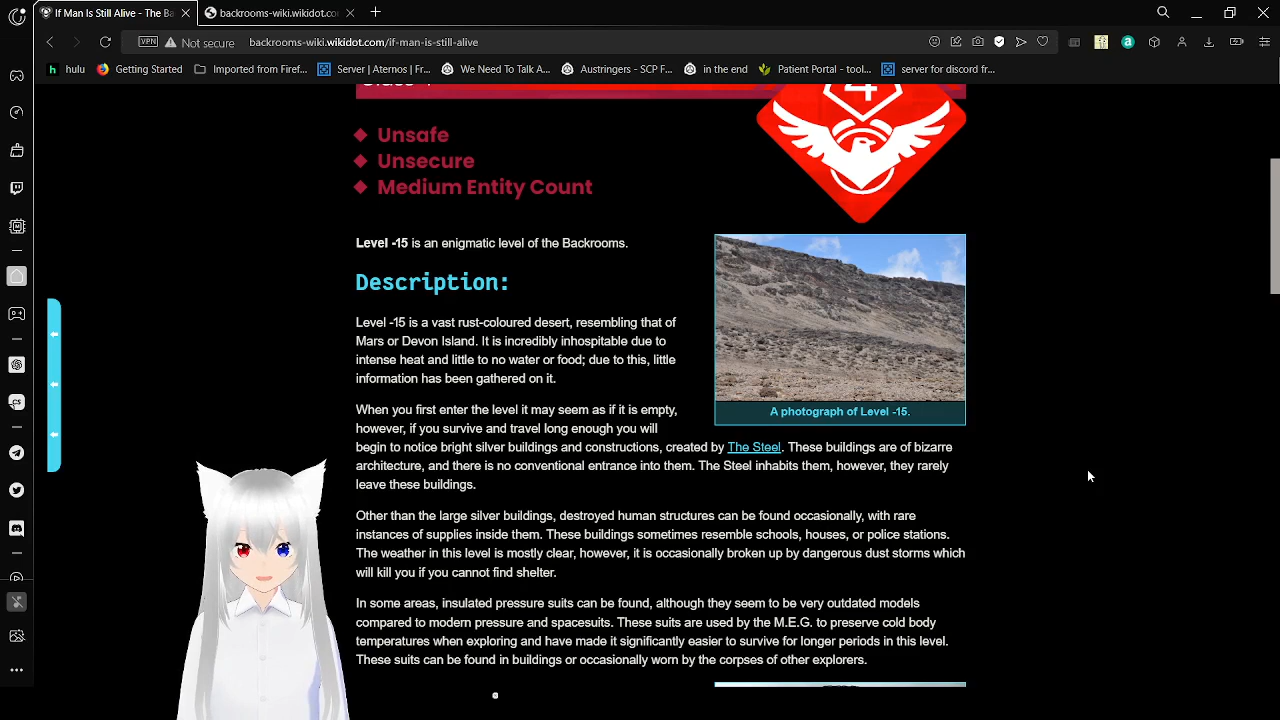 If Man Is Still Alive - The Ba
backrooms-wiki.wikidot.co
VPN
Not secure
backrooms-wiki.wikidot.com/if-man-is-still-alive
h hulu
Getting Started
Imported from Firef...
Server | Aternos | Fr...
We Need To Talk A...
Austringers - SCP F...
in the end
Patient Portal - tool...
server for discord fr...
4
Unsafe
Unsecure
Medium Entity Count
Level -15 is an enigmatic level of the Backrooms.
Description:
Level -15 is a vast rust-coloured desert, resembling that of
Mars or Devon Island. It is incredibly inhospitable due to
intense heat and little to no water or food; due to this, little
information has been gathered on it.
A photograph of Level -15.
When you first enter the level it may seem as if it is empty,
however, if you survive and travel long enough you will
begin to notice bright silver buildings and constructions, created by The Steel. These buildings are of bizarre
architecture, and there is no conventional entrance into them. The Steel inhabits them, however, they rarely
leave these buildings.
Other than the large silver buildings, destroyed human structures can be found occasionally, with rare
instances of supplies inside them. These buildings sometimes resemble schools, houses, or police stations.
The weather in this level is mostly clear, however, it is occasionally broken up by dangerous dust storms which
will kill you if you cannot find shelter.
In some areas, insulated pressure suits can be found, although they seem to be very outdated models
compared to modern pressure and spacesuits. These suits are used by the M.E.G. to preserve cold body
temperatures when exploring and have made it significantly easier to survive for longer periods in this level.
These suits can be found in buildings or occasionally worn by the corpses of other explorers.